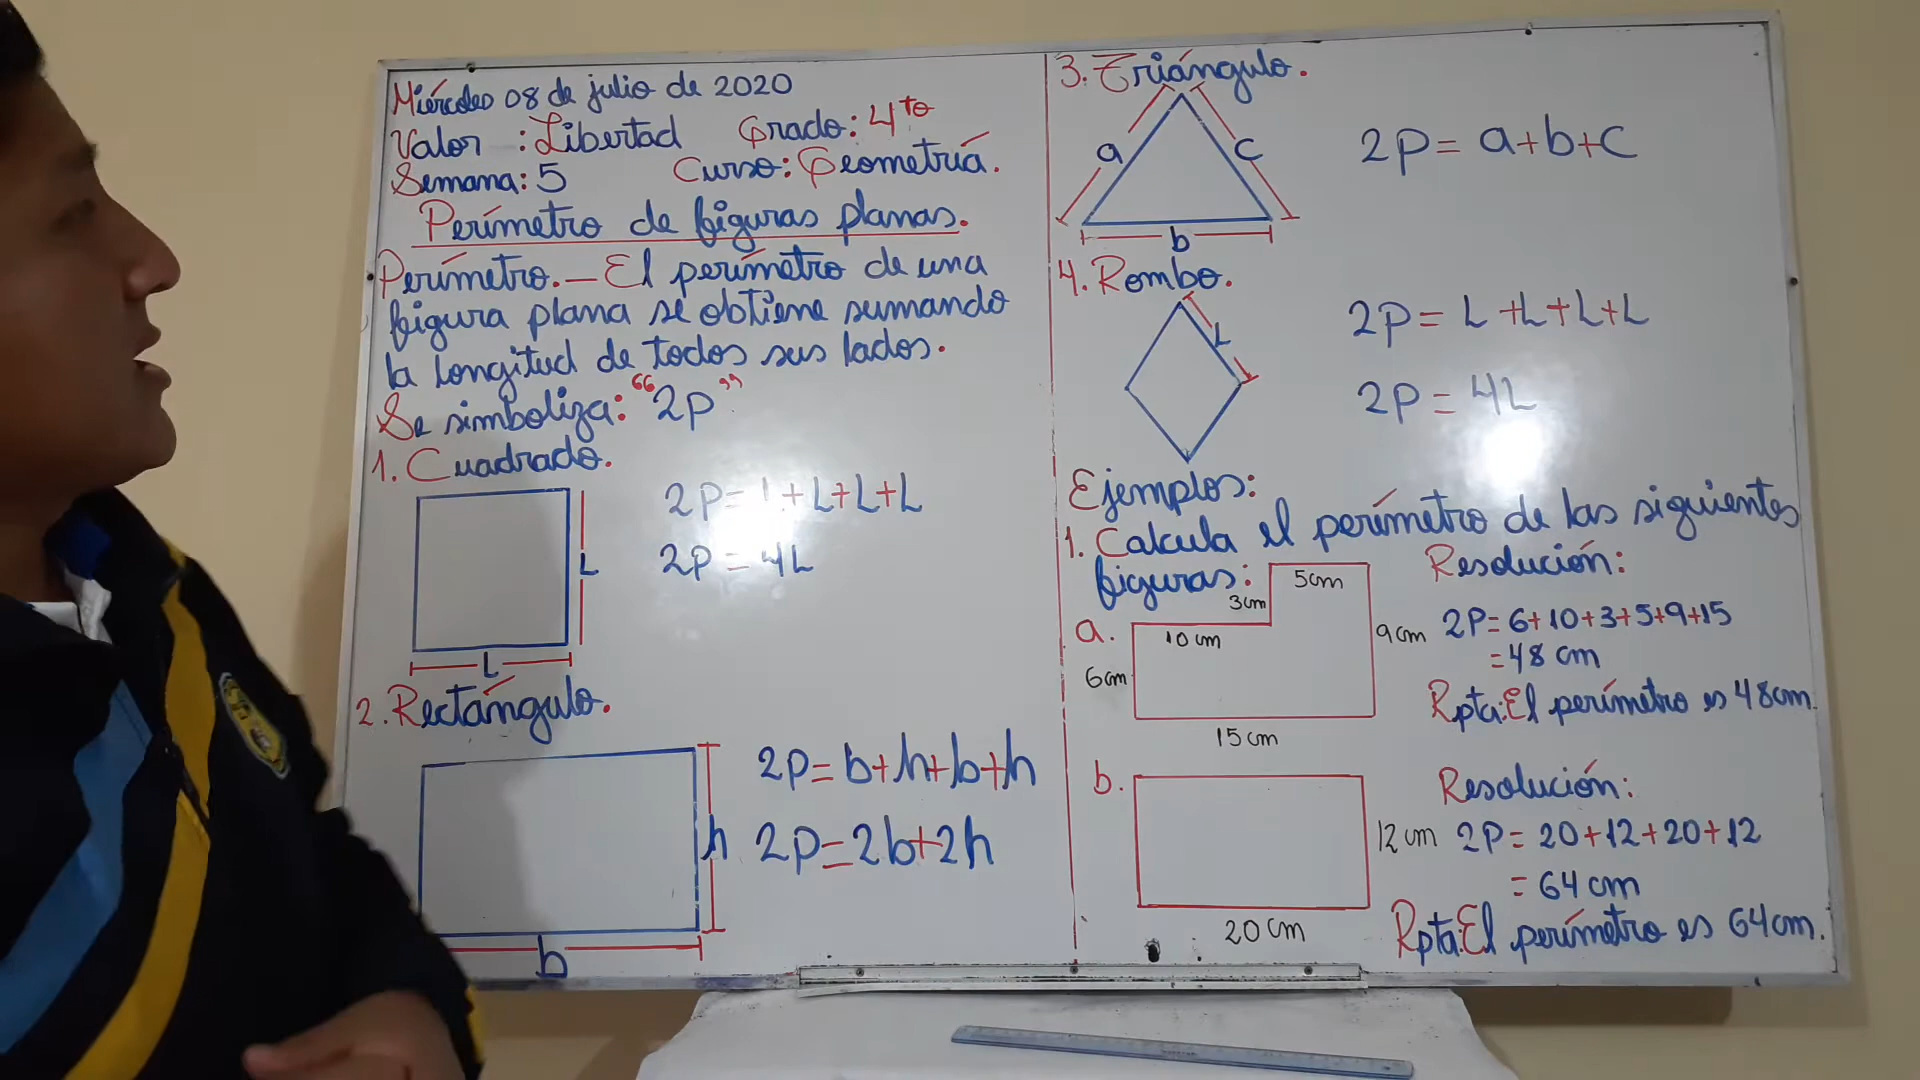 Miércoles 08 de julio de 2020
Valor : Libertad Grado: 4to
Semana: 5 Curso: Geometría.
Perímetro de figuras planas.
Perímetro.— El perímetro de una
figura plana se obtiene sumando
la longitud de todos sus lados.
Se simboliza: "2P"
1. Cuadrado.
2P = L+L+L+L
2P = 4L
L
L
2. Rectángulo.
2P = b+h+b+h
2P = 2b+2h
h
b
3. Triángulo.
a
c
b
2P = a+b+c
4. Rombo.
L
2P = L+L+L+L
2P = 4L
Ejemplos:
1. Calcula el perímetro de las siguientes
figuras:
a.
5cm
3cm
10 cm
9cm
6cm
15 cm
Resolución:
2P = 6+10+3+5+9+15
= 48 cm
Rpta: El perímetro es 48cm.
b.
12 cm
20 cm
Resolución:
2P = 20+12+20+12
= 64 cm
Rpta: El perímetro es 64cm.